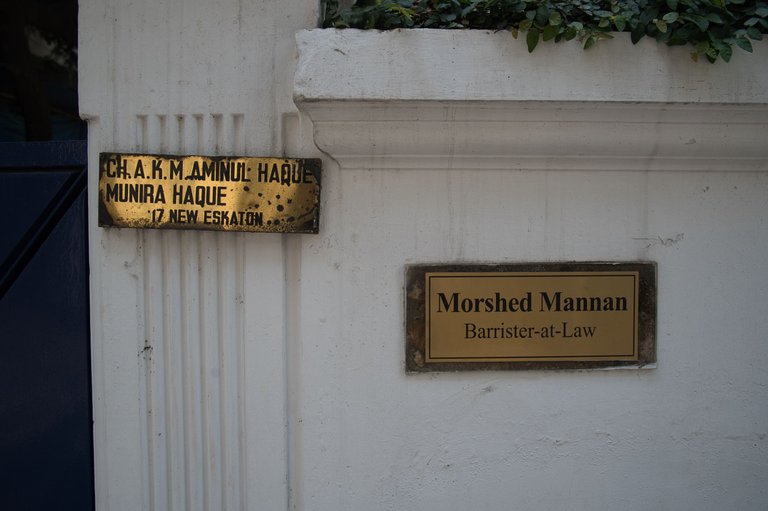 CH. A. K. M. AMINUL HAQUE
MUNIRA HAQUE
17 NEW ESKATON
Morshed Mannan
Barrister-at-Law